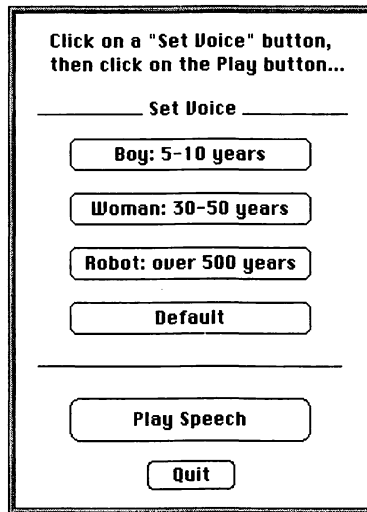 Click on a "Set Voice" button,
then click on the Play button...
Set Voice
Boy: 5-10 years
Woman: 30-50 years
Robot: over 500 years
Default
Play Speech
Quit